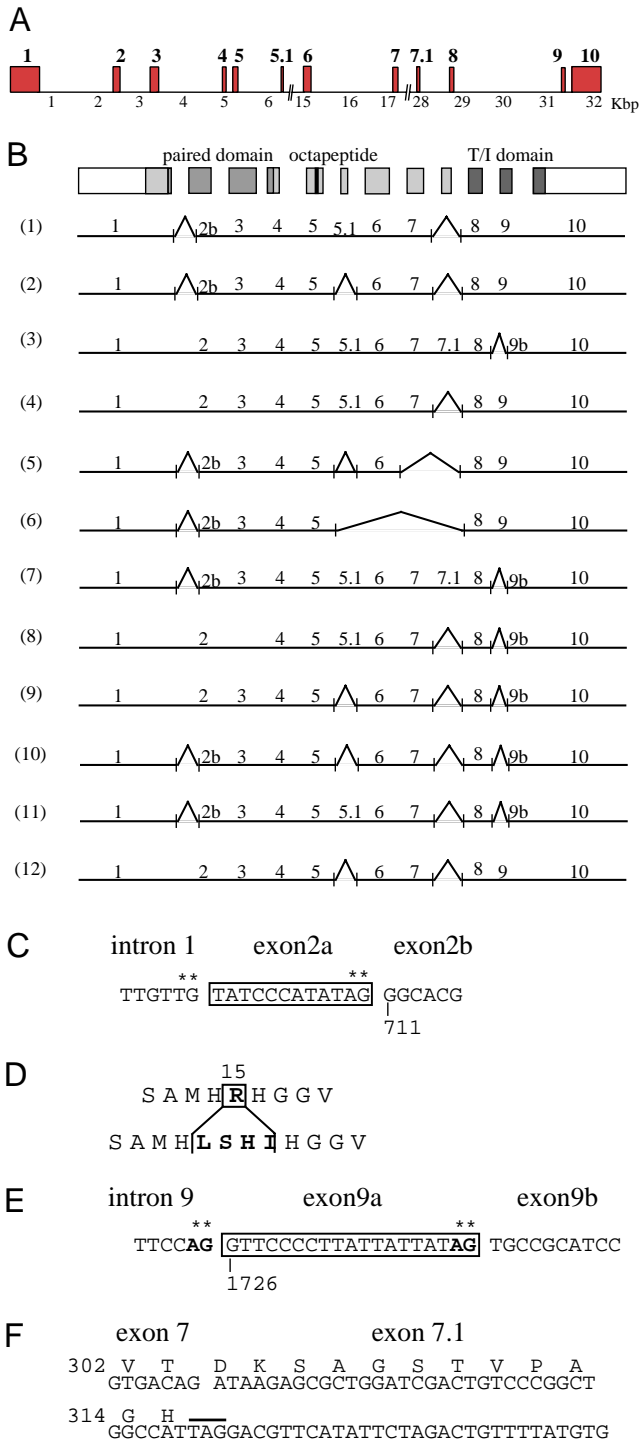 A
1 2 3 4 5 5.1 6 7 7.1 8 9 10
1 2 3 4 5 6 15 16 17 28 29 30 31 32 Kbp
B
paired domain octapeptide T/I domain
(1) 1 2b 3 4 5 5.1 6 7 8 9 10
(2) 1 2b 3 4 5 6 7 8 9 10
(3) 1 2 3 4 5 5.1 6 7 7.1 8 9b 10
(4) 1 2 3 4 5 5.1 6 7 8 9 10
(5) 1 2b 3 4 5 6 8 9 10
(6) 1 2b 3 4 5 8 9 10
(7) 1 2b 3 4 5 5.1 6 7 7.1 8 9b 10
(8) 1 2 4 5 5.1 6 7 8 9b 10
(9) 1 2 3 4 5 6 7 8 9b 10
(10) 1 2b 3 4 5 6 7 8 9b 10
(11) 1 2b 3 4 5 5.1 6 7 8 9b 10
(12) 1 2 3 4 5 6 7 8 9 10
C
intron 1 exon2a exon2b
** **
TTGTTG TATCCCATATAG GGCACG
711
D
15
S A M H R H G G V
S A M H L S H I H G G V
E
intron 9 exon9a exon9b
** **
TTCCAG GTTCCCCTTATTATTATAG TGCCGCATCC
1726
F
exon 7 exon 7.1
302 V T D K S A G S T V P A
GTGACAG ATAAGAGCGCTGGATCGACTGTCCCGGCT
314 G H
GGCCATTAGGACGTTCATATTCTAGACTGTTTTATGTG